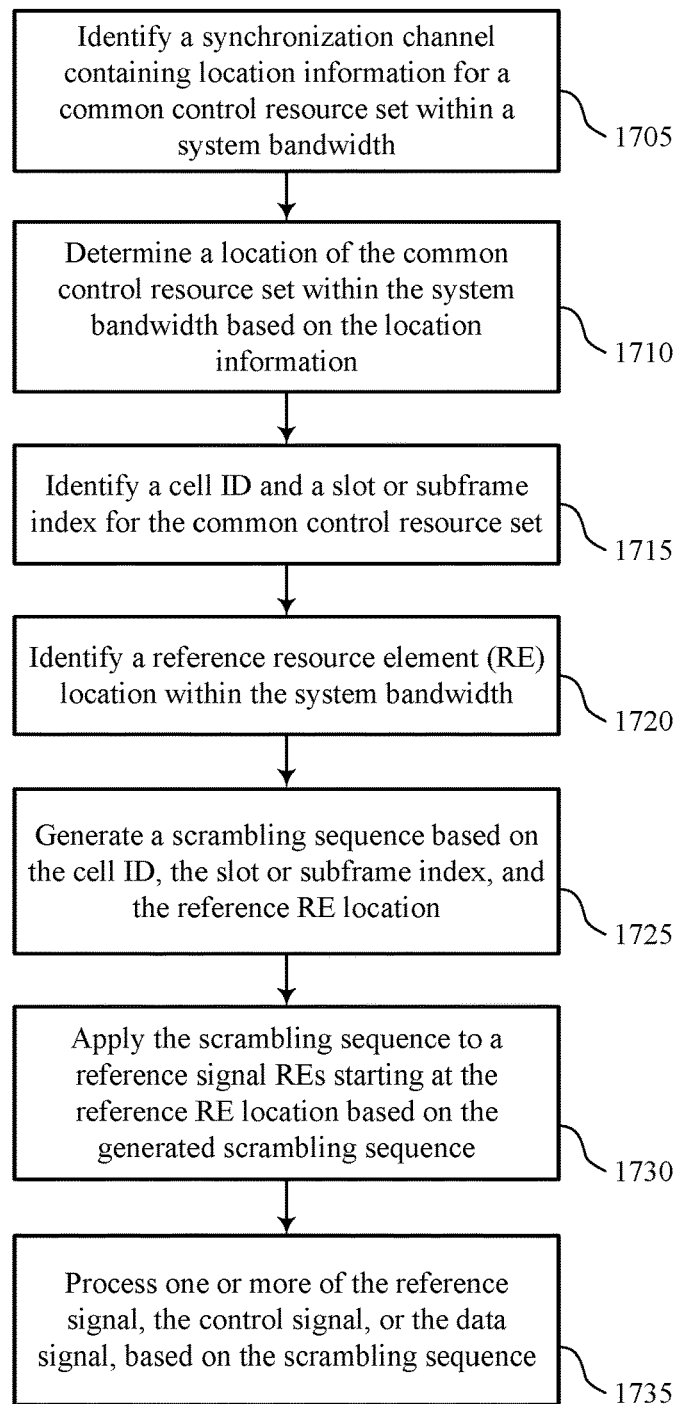 Identify a synchronization channel
containing location information for a
common control resource set within a
system bandwidth
1705
Determine a location of the common
control resource set within the system
bandwidth based on the location
information
1710
Identify a cell ID and a slot or subframe
index for the common control resource set
1715
Identify a reference resource element (RE)
location within the system bandwidth
1720
Generate a scrambling sequence based on
the cell ID, the slot or subframe index, and
the reference RE location
1725
Apply the scrambling sequence to a
reference signal REs starting at the
reference RE location based on the
generated scrambling sequence
1730
Process one or more of the reference
signal, the control signal, or the data
signal, based on the scrambling sequence
1735